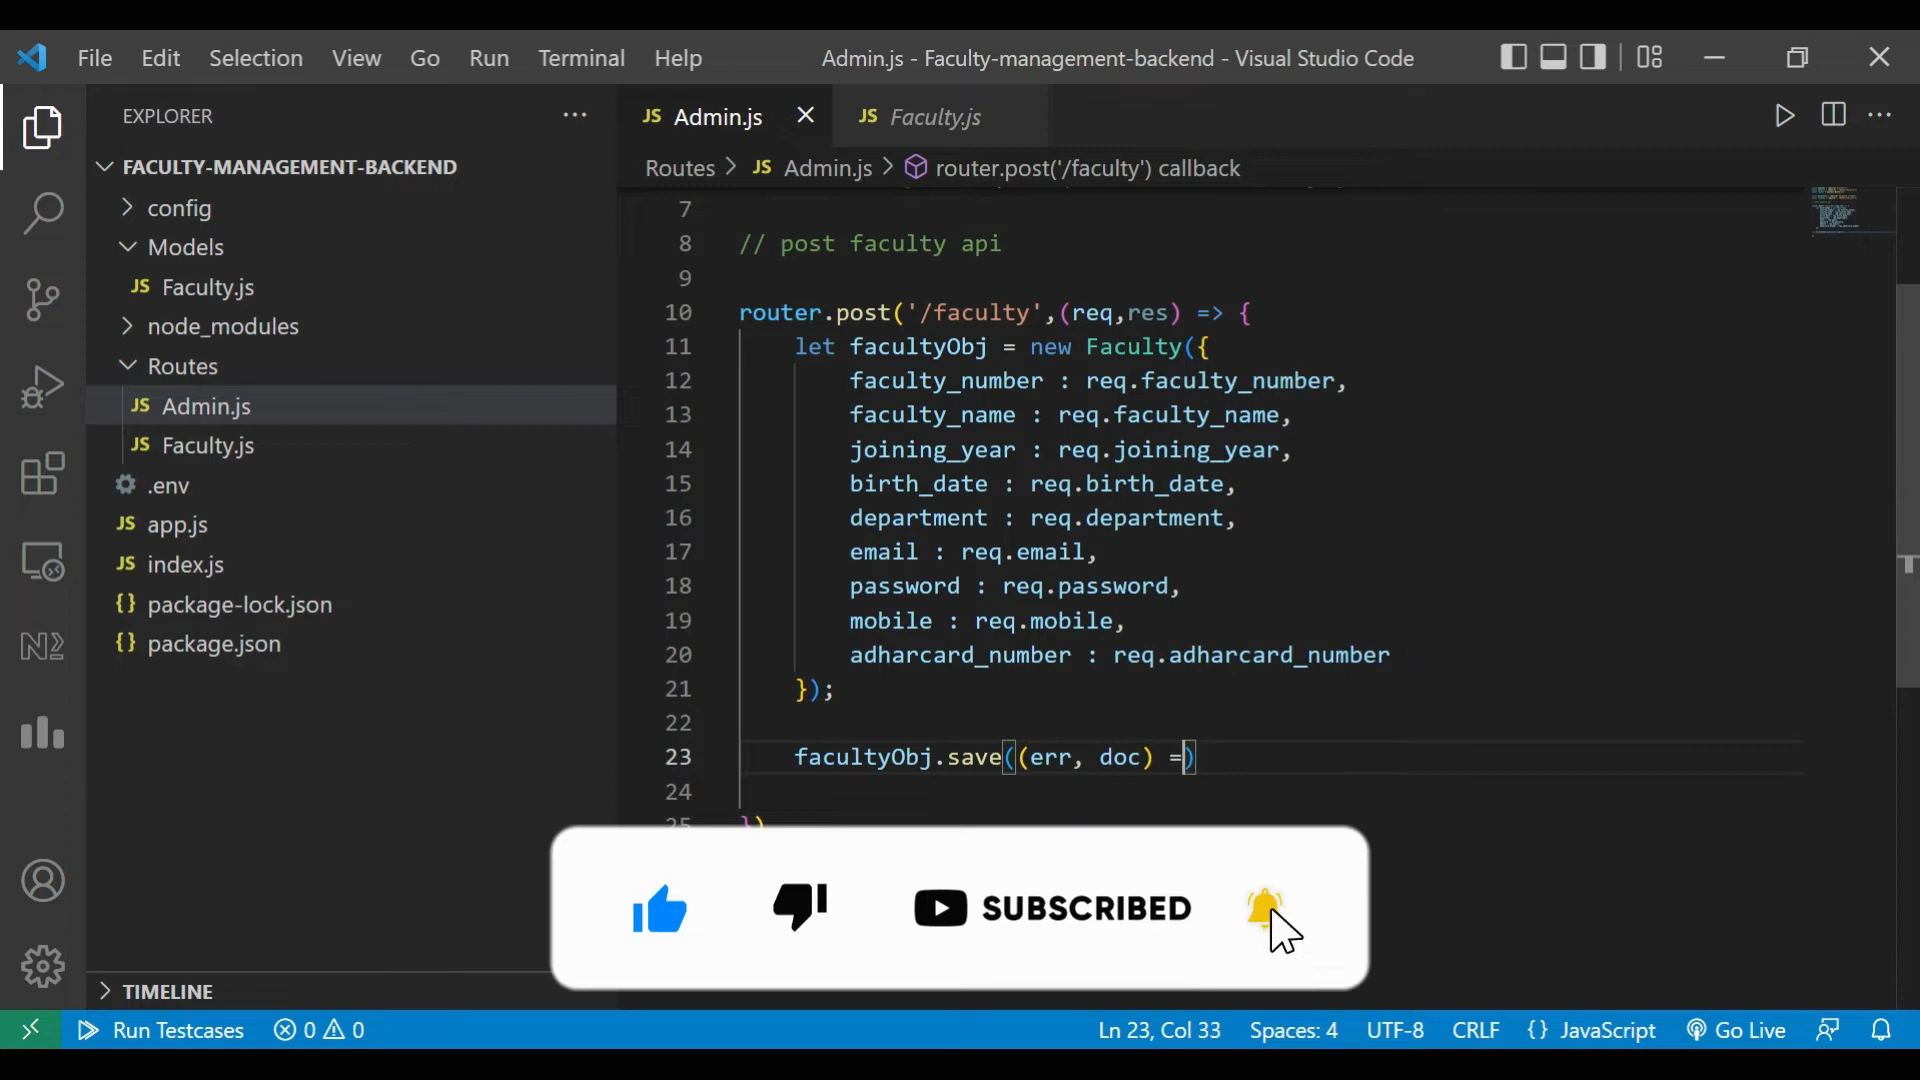 File Edit Selection View Go Run Terminal Help
Admin.js - Faculty-management-backend - Visual Studio Code
EXPLORER
FACULTY-MANAGEMENT-BACKEND
config
Models
JS Faculty.js
node_modules
Routes
JS Admin.js
JS Faculty.js
.env
JS app.js
JS index.js
{} package-lock.json
{} package.json
TIMELINE
JS Admin.js
JS Faculty.js
Routes > JS Admin.js > router.post('/faculty') callback
7
8 // post faculty api
9
10 router.post('/faculty',(req,res) => {
11 let facultyObj = new Faculty({
12 faculty_number : req.faculty_number,
13 faculty_name : req.faculty_name,
14 joining_year : req.joining_year,
15 birth_date : req.birth_date,
16 department : req.department,
17 email : req.email,
18 password : req.password,
19 mobile : req.mobile,
20 adharcard_number : req.adharcard_number
21 });
22
23 facultyObj.save((err, doc) =)
24
25 })
SUBSCRIBED
Run Testcases 0 0
Ln 23, Col 33 Spaces: 4 UTF-8 CRLF {} JavaScript Go Live